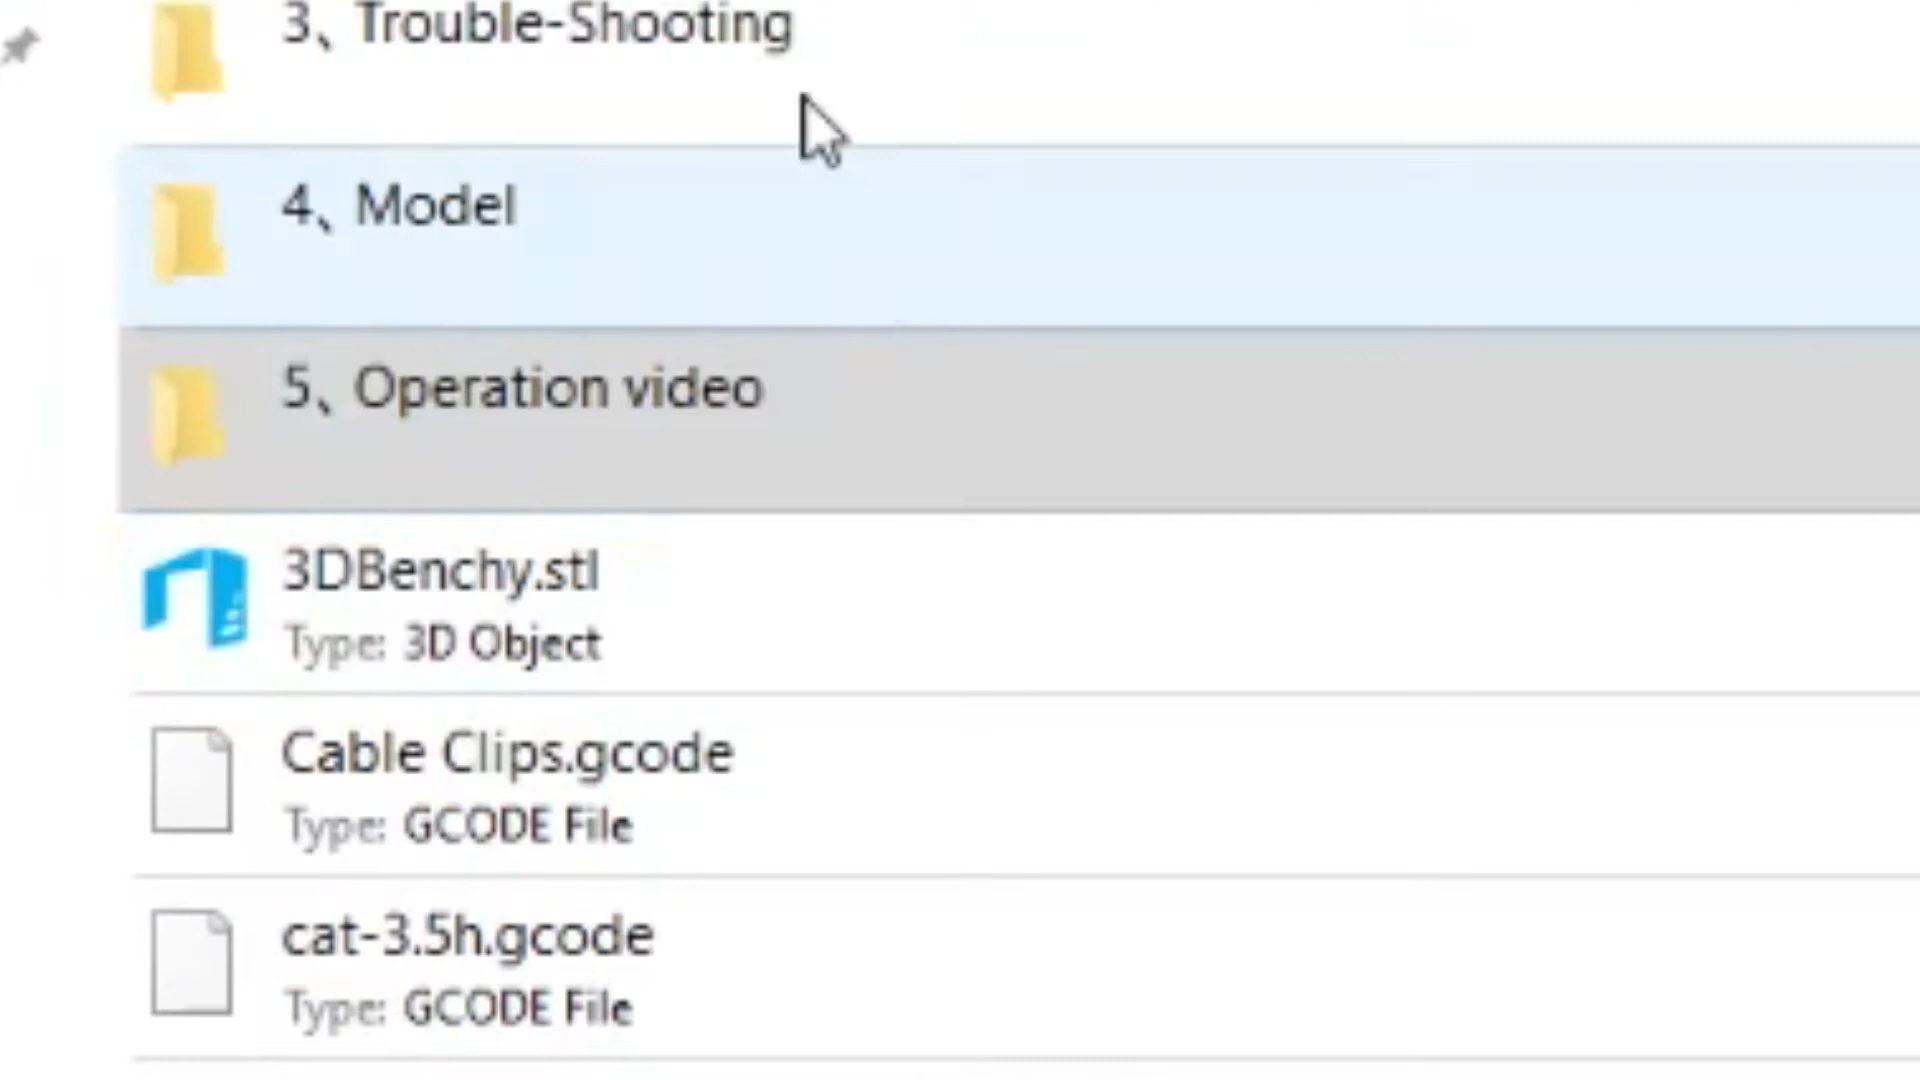 3、Trouble-Shooting
4、Model
5、Operation video
3DBenchy.stl
Type: 3D Object
Cable Clips.gcode
Type: GCODE File
cat-3.5h.gcode
Type: GCODE File